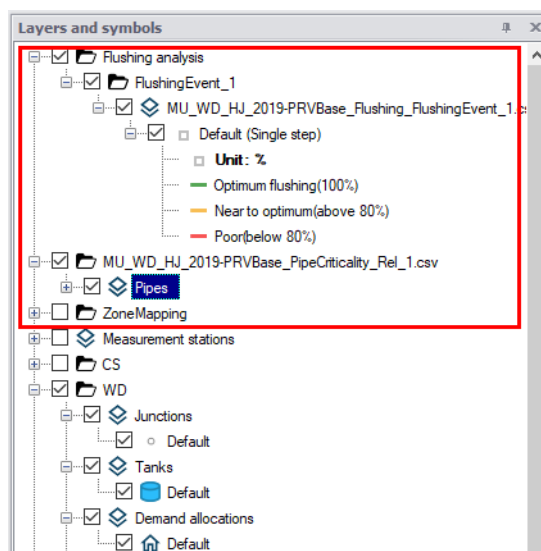 Layers and symbols
Flushing analysis
FlushingEvent_1
MU_WD_HJ_2019-PRVBase_Flushing_FlushingEvent_1.c
Default (Single step)
Unit: %
Optimum flushing(100%)
Near to optimum(above 80%)
Poor(below 80%)
MU_WD_HJ_2019-PRVBase_PipeCriticality_Rel_1.csv
Pipes
ZoneMapping
Measurement stations
CS
WD
Junctions
Default
Tanks
Default
Demand allocations
Default